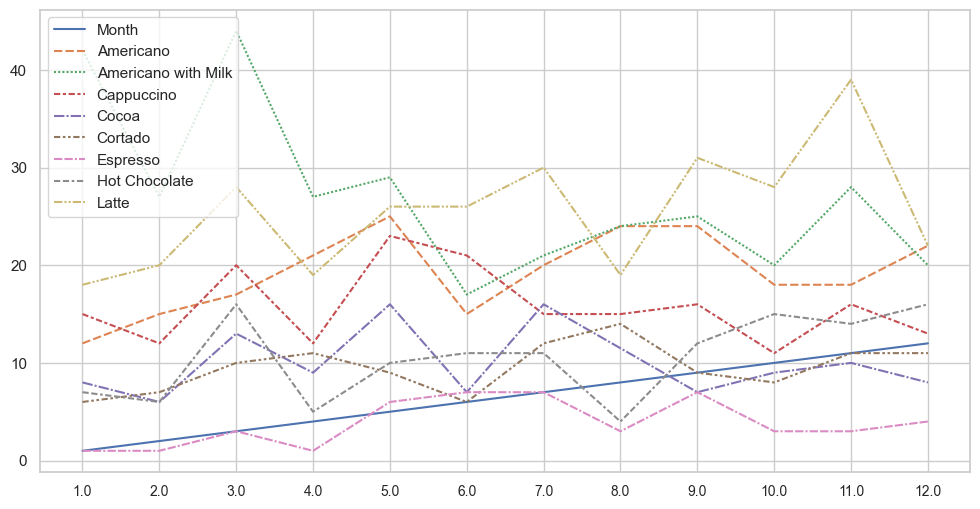 Month
Americano
Americano with Milk
Cappuccino
Cocoa
Cortado
Espresso
Hot Chocolate
Latte
40
30
20
10
0
1.0 2.0 3.0 4.0 5.0 6.0 7.0 8.0 9.0 10.0 11.0 12.0